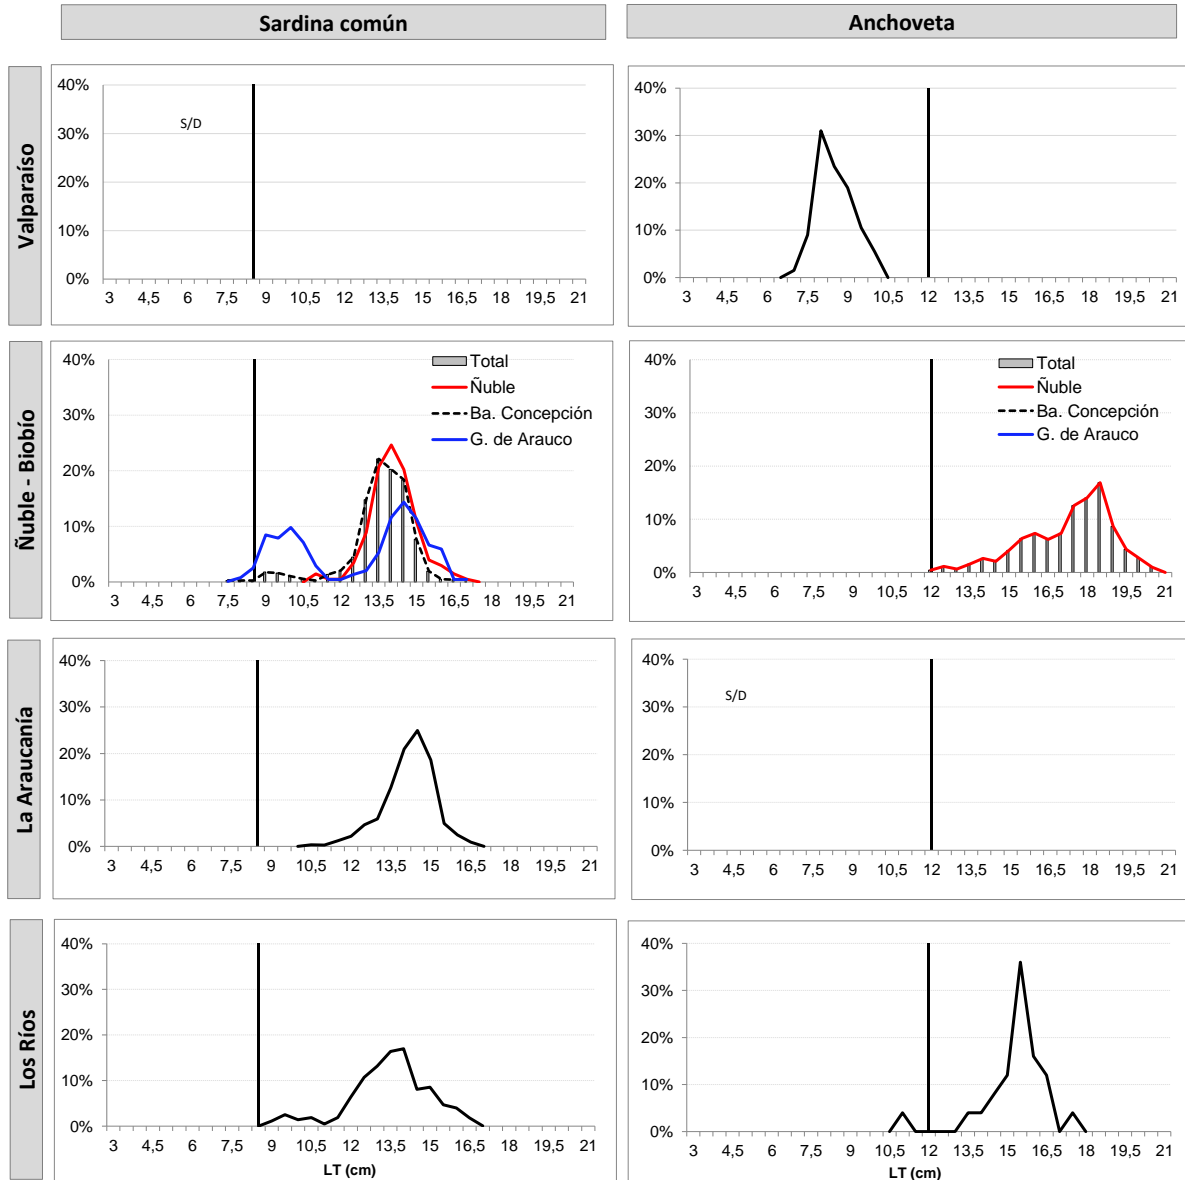 Sardina común
Anchoveta
Valparaíso
40%
30%
20%
10%
0%
S/D
3 4,5 6 7,5 9 10,5 12 13,5 15 16,5 18 19,5 21
40%
30%
20%
10%
0%
3 4,5 6 7,5 9 10,5 12 13,5 15 16,5 18 19,5 21
Ñuble - Biobío
40%
30%
20%
10%
0%
Total
Ñuble
Ba. Concepción
G. de Arauco
3 4,5 6 7,5 9 10,5 12 13,5 15 16,5 18 19,5 21
40%
30%
20%
10%
0%
Total
Ñuble
Ba. Concepción
G. de Arauco
3 4,5 6 7,5 9 10,5 12 13,5 15 16,5 18 19,5 21
La Araucanía
40%
30%
20%
10%
0%
3 4,5 6 7,5 9 10,5 12 13,5 15 16,5 18 19,5 21
40%
30%
20%
10%
0%
S/D
3 4,5 6 7,5 9 10,5 12 13,5 15 16,5 18 19,5 21
Los Ríos
40%
30%
20%
10%
0%
3 4,5 6 7,5 9 10,5 12 13,5 15 16,5 18 19,5 21
LT (cm)
40%
30%
20%
10%
0%
3 4,5 6 7,5 9 10,5 12 13,5 15 16,5 18 19,5 21
LT (cm)